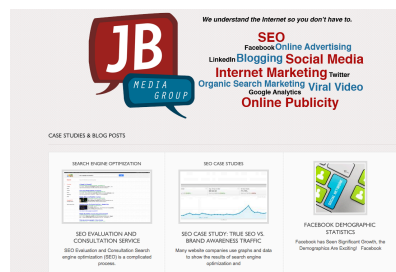 We understand the Internet so you don't have to.
JB
MEDIA
GROUP
SEO
Facebook Online Advertising
LinkedIn Blogging Social Media
Internet Marketing Twitter
Organic Search Marketing Viral Video
Google Analytics
Online Publicity
CASE STUDIES & BLOG POSTS
SEARCH ENGINE OPTIMIZATION
SEO EVALUATION AND
CONSULTATION SERVICE
SEO Evaluation and Consultation Search
engine optimization (SEO) is a complicated
process.
SEO CASE STUDIES
SEO CASE STUDY: TRUE SEO VS.
BRAND AWARENESS TRAFFIC
Many website companies use graphs and data
to show the results of search engine
optimization and
FACEBOOK DEMOGRAPHIC
STATISTICS
Facebook has Seen Significant Growth, the
Demographics Are Exciting! Facebook